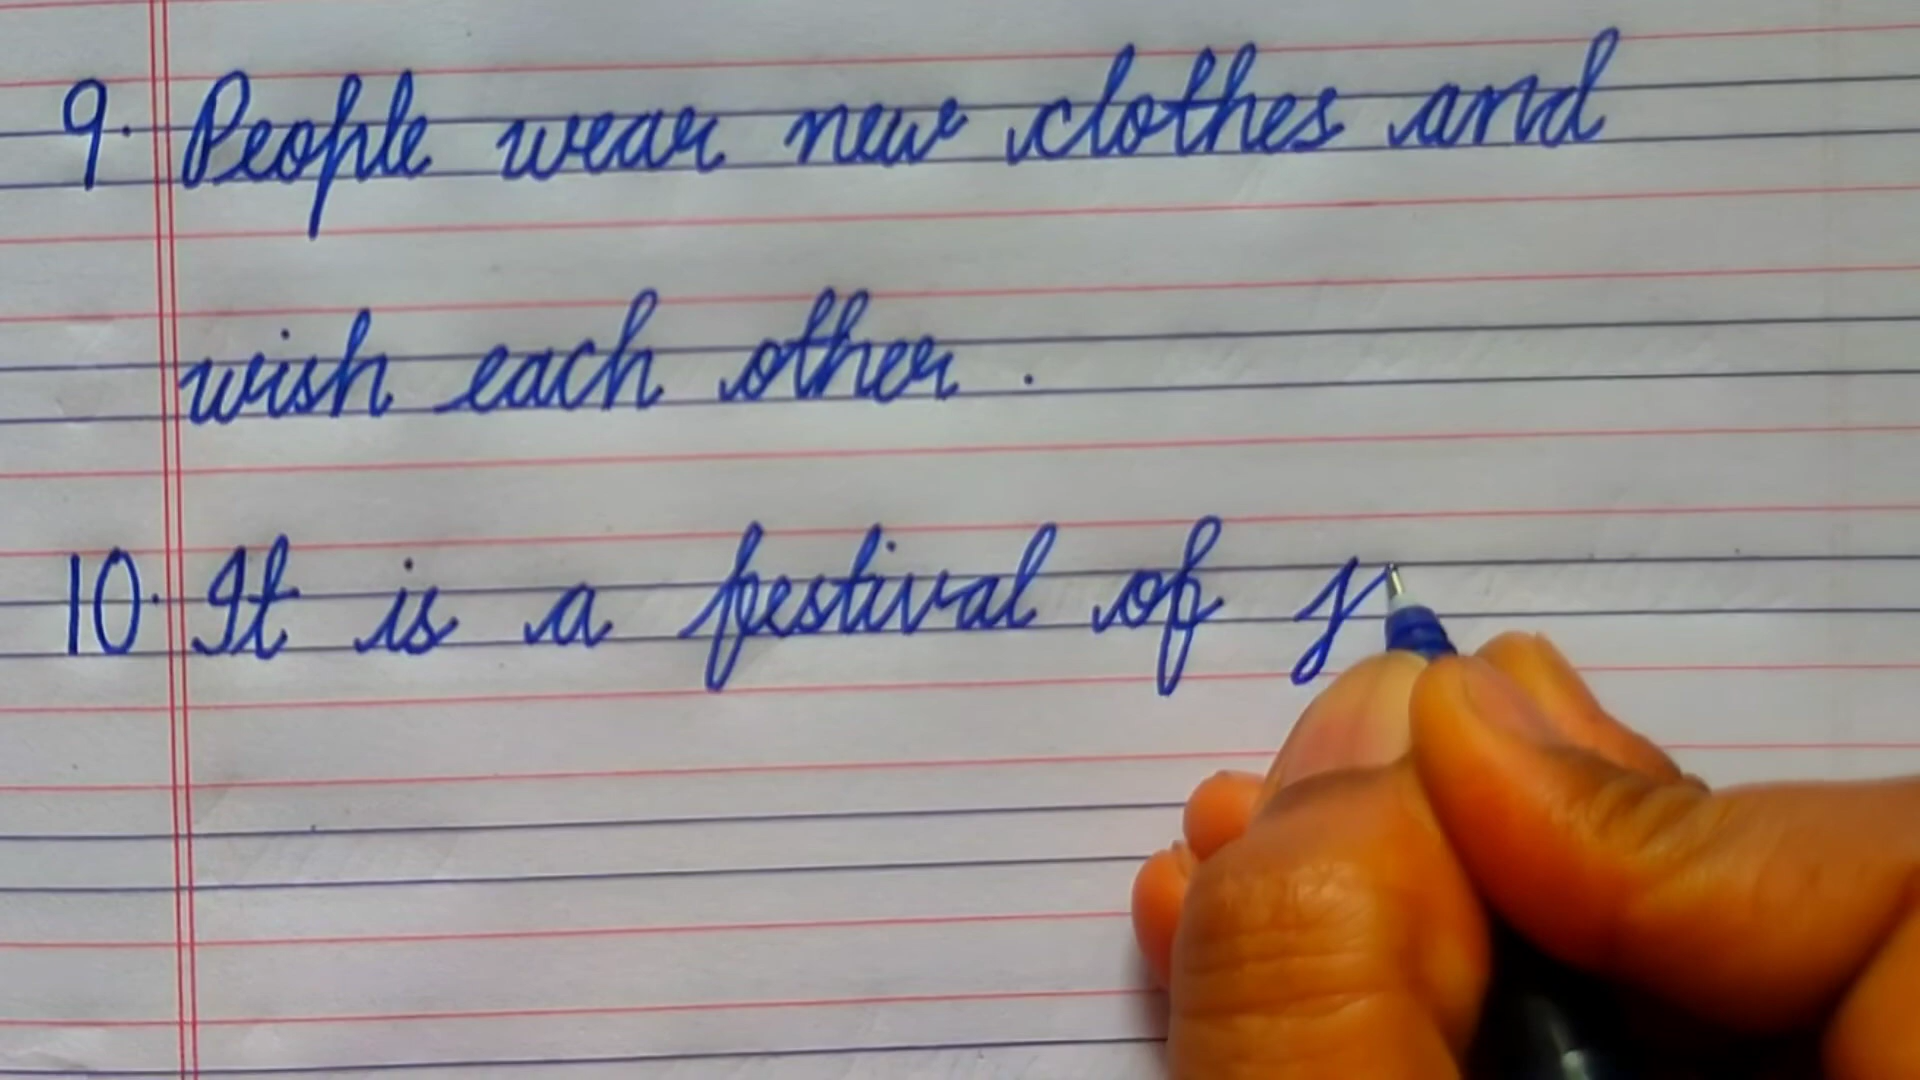 9. People wear new clothes and
wish each other.
10. It is a festival of